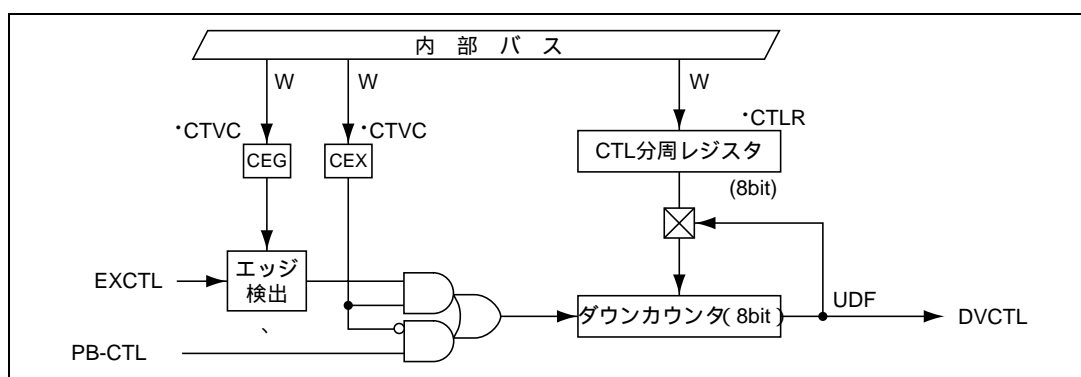 内 部 バ ス
W
W
W
・CTVC
・CTVC
・CTLR
CEG
CEX
CTL分周レジスタ
(8bit)
EXCTL
エッジ
検出
、
ダウンカウンタ( 8bit )
UDF
DVCTL
PB-CTL